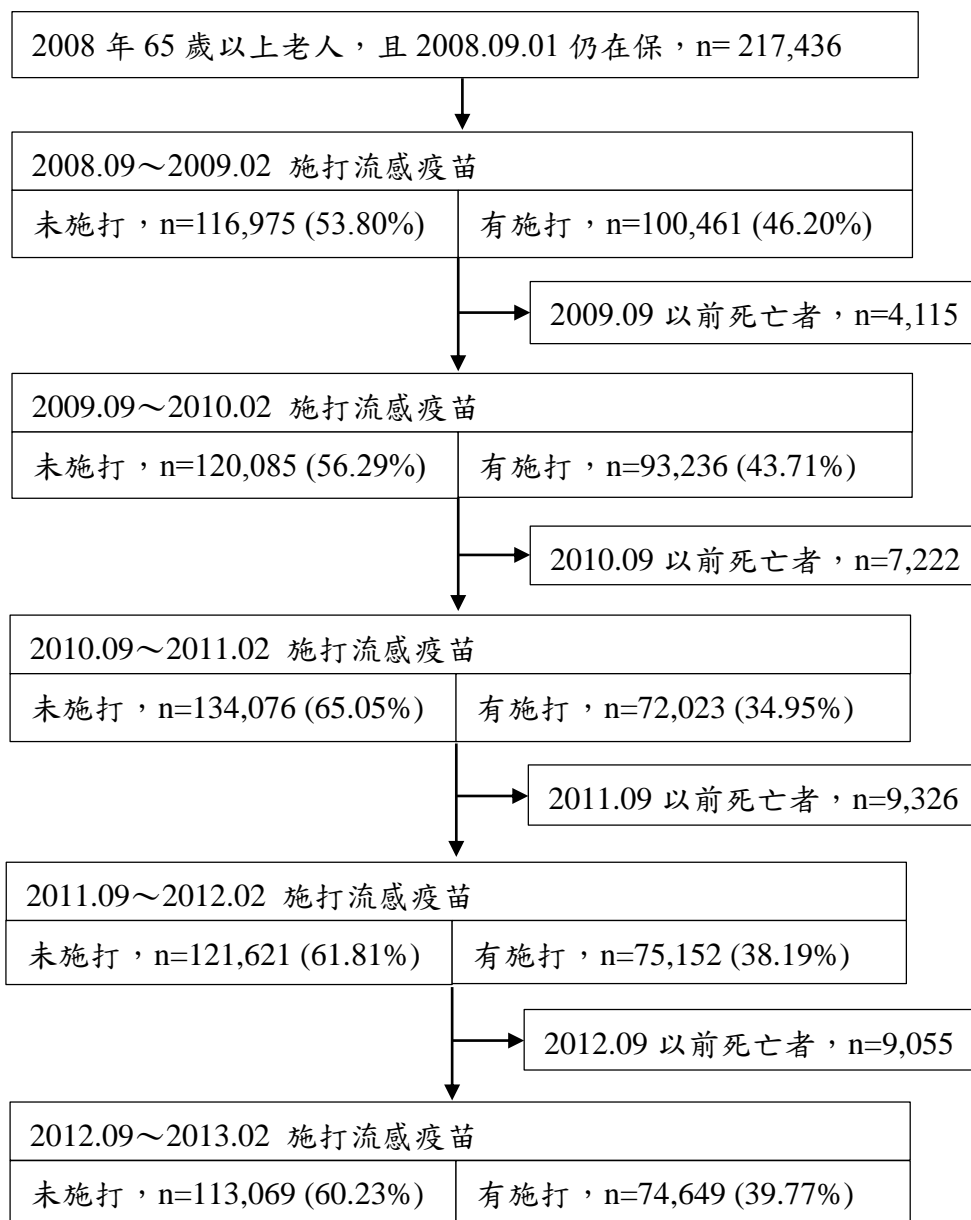 2008 年 65 歲以上老人，且 2008.09.01 仍在保，n= 217,436
2008.09～2009.02 施打流感疫苗
未施打，n=116,975 (53.80%)
有施打，n=100,461 (46.20%)
2009.09 以前死亡者，n=4,115
2009.09～2010.02 施打流感疫苗
未施打，n=120,085 (56.29%)
有施打，n=93,236 (43.71%)
2010.09 以前死亡者，n=7,222
2010.09～2011.02 施打流感疫苗
未施打，n=134,076 (65.05%)
有施打，n=72,023 (34.95%)
2011.09 以前死亡者，n=9,326
2011.09～2012.02 施打流感疫苗
未施打，n=121,621 (61.81%)
有施打，n=75,152 (38.19%)
2012.09 以前死亡者，n=9,055
2012.09～2013.02 施打流感疫苗
未施打，n=113,069 (60.23%)
有施打，n=74,649 (39.77%)